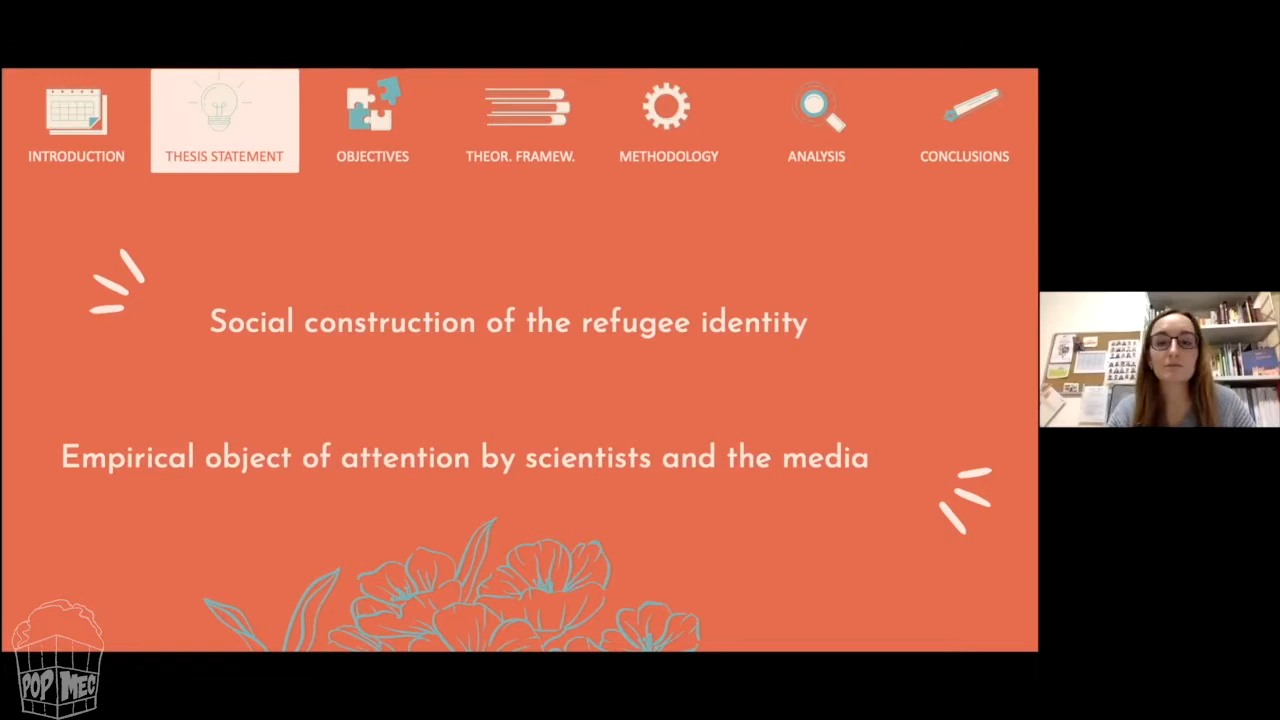 INTRODUCTION
THESIS STATEMENT
OBJECTIVES
THEOR. FRAMEW.
METHODOLOGY
ANALYSIS
CONCLUSIONS
Social construction of the refugee identity
Empirical object of attention by scientists and the media
POP MEC